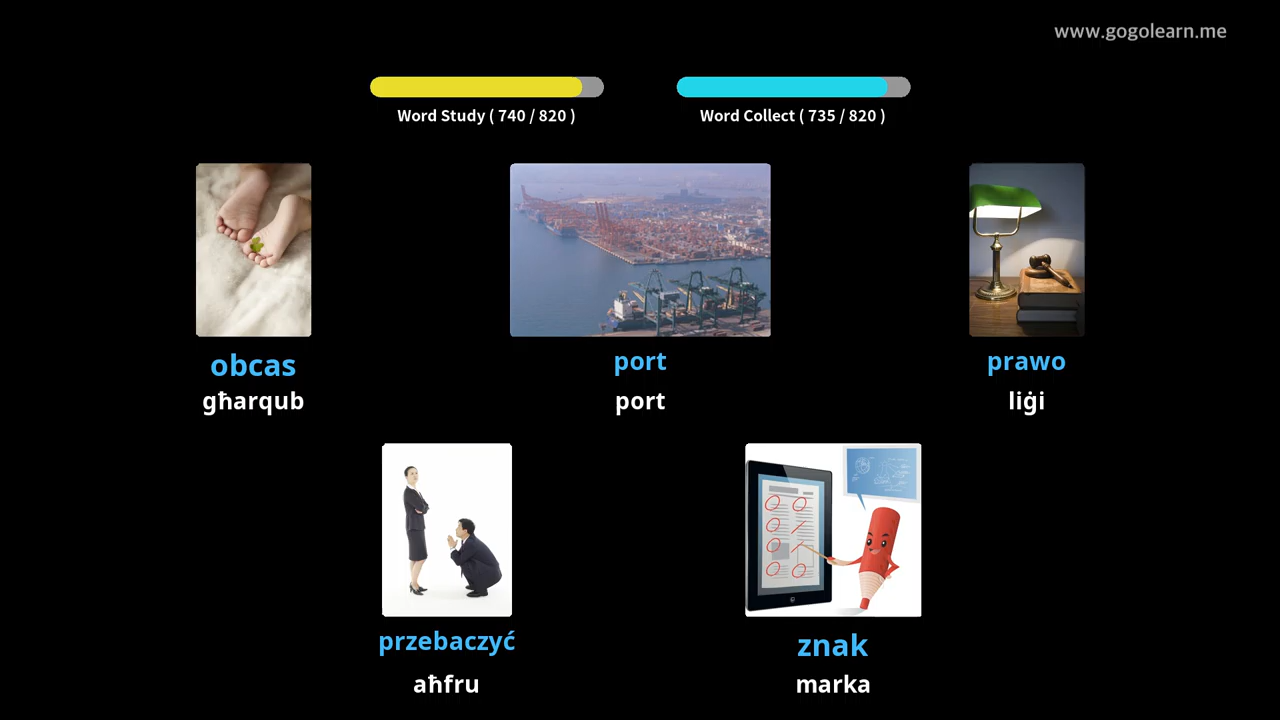 www.gogolearn.me
Word Study ( 740 / 820 )
Word Collect ( 735 / 820 )
obcas
port
prawo
għarqub
port
liġi
przebaczyć
znak
aħfru
marka